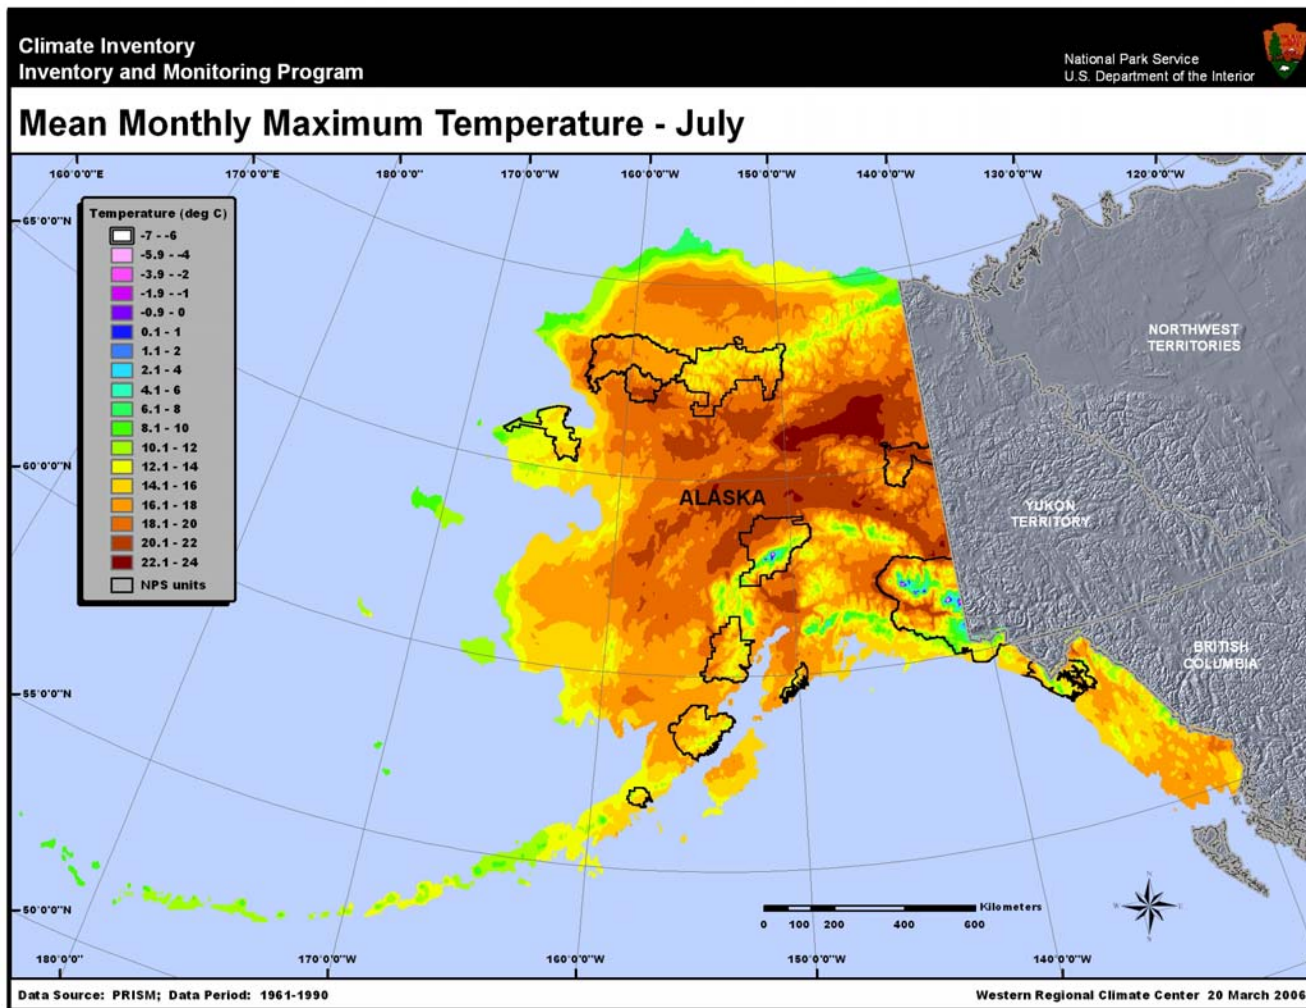 Climate Inventory
Inventory and Monitoring Program
National Park Service
U.S. Department of the Interior
Mean Monthly Maximum Temperature - July
160°0'0"E
170°0'0"E
180°0'0"
170°0'0"W
160°0'0"W
150°0'0"W
140°0'0"W
130°0'0"W
120°0'0"W
65°0'0"N
60°0'0"N
55°0'0"N
50°0'0"N
Temperature (deg C)
-7 - -6
-5.9 - -4
-3.9 - -2
-1.9 - -1
-0.9 - 0
0.1 - 1
1.1 - 2
2.1 - 4
4.1 - 6
6.1 - 8
8.1 - 10
10.1 - 12
12.1 - 14
14.1 - 16
16.1 - 18
18.1 - 20
20.1 - 22
22.1 - 24
NPS units
NORTHWEST
TERRITORIES
ALASKA
YUKON
TERRITORY
BRITISH
COLUMBIA
Kilometers
0 100 200 400 600
N
180°0'0"
170°0'0"W
160°0'0"W
150°0'0"W
140°0'0"W
Data Source: PRISM; Data Period: 1961-1990
Western Regional Climate Center 20 March 2006